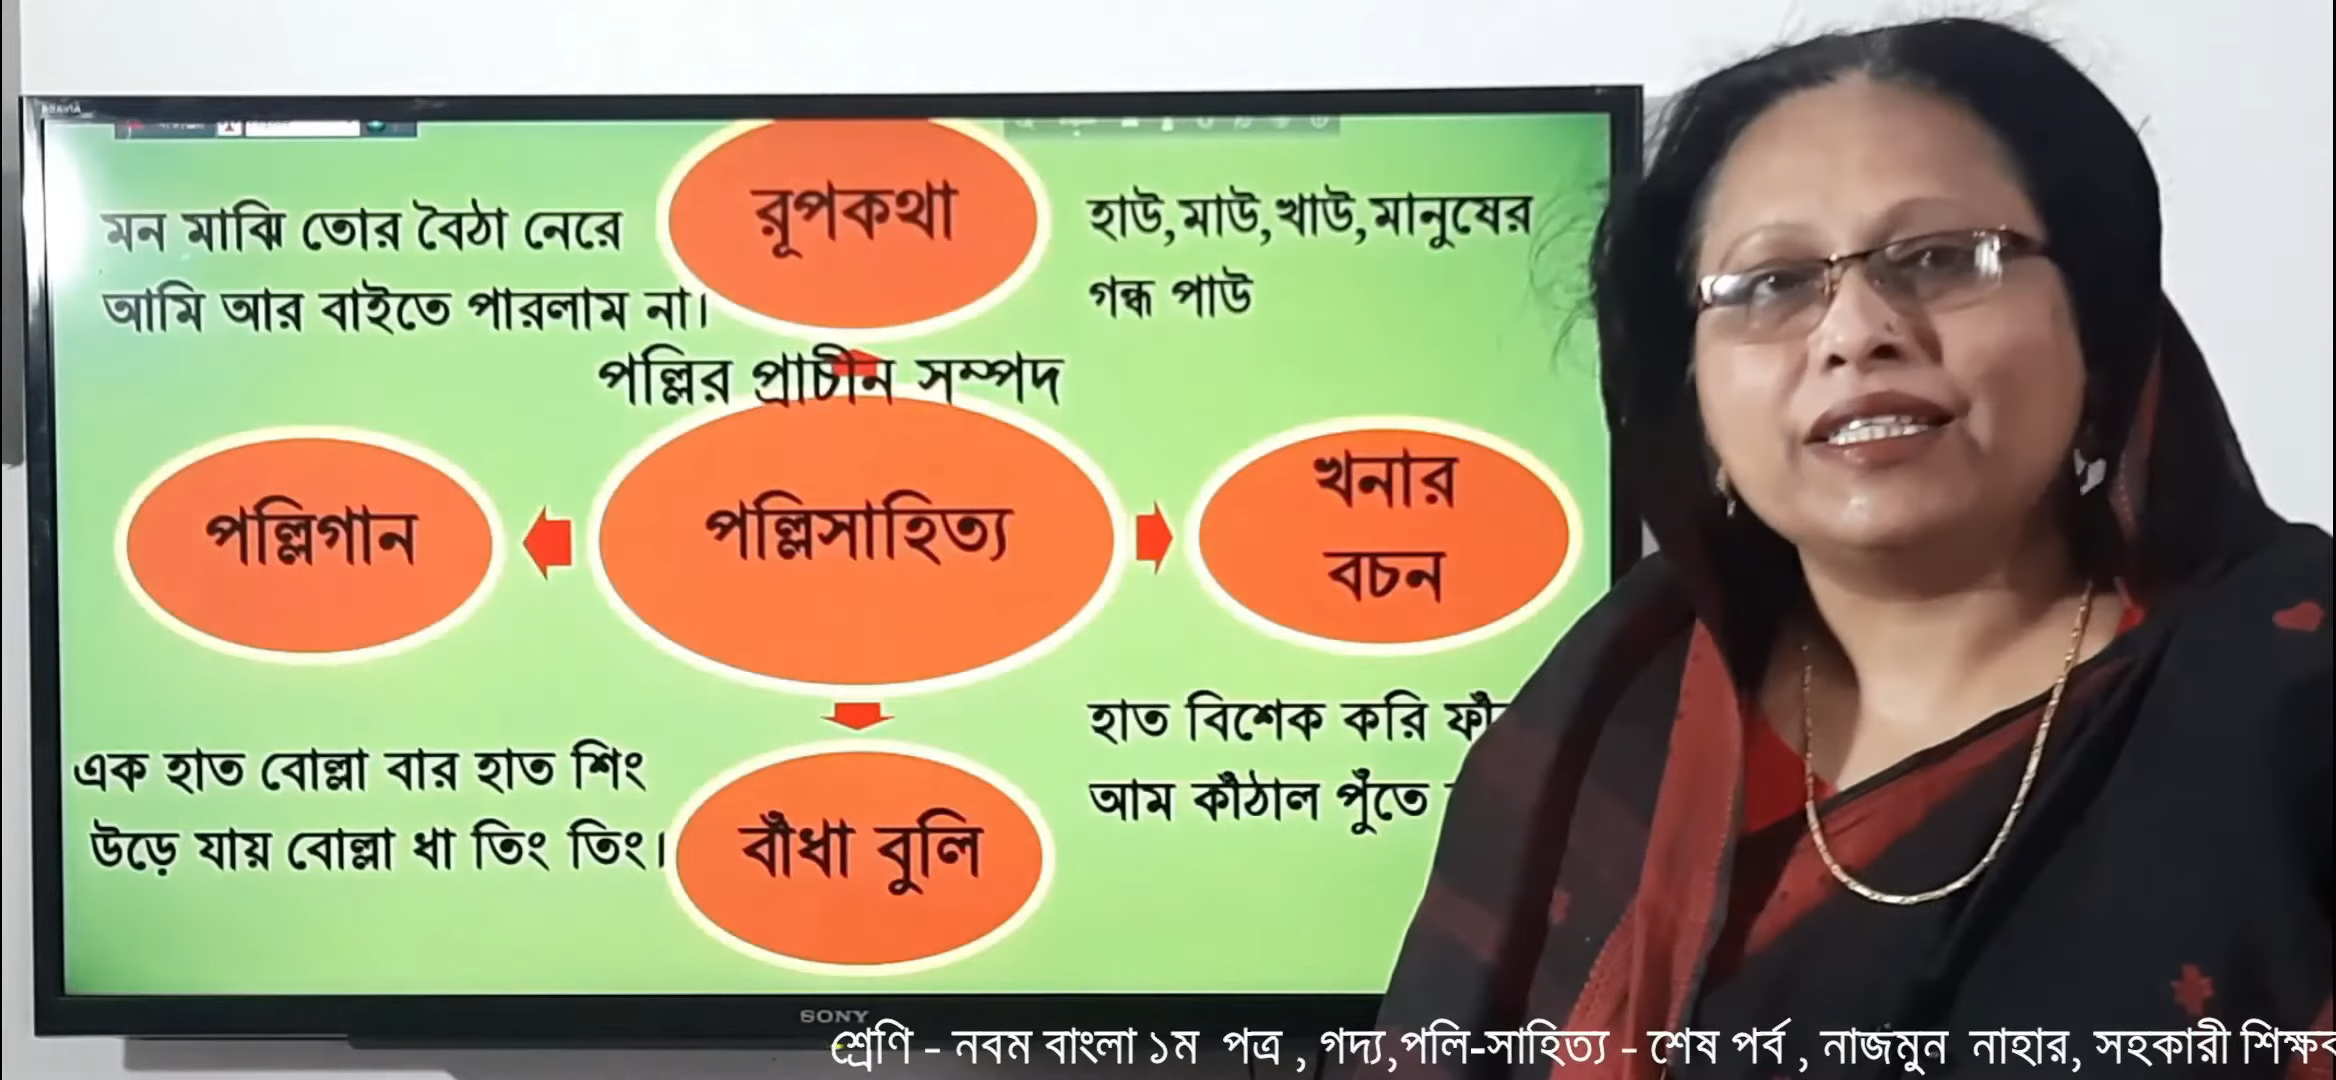 রূপকথা
মন মাঝি তোর বৈঠা নেরে
আমি আর বাইতে পারলাম না।
হাউ,মাউ,খাউ,মানুষের
গন্ধ পাউ
পল্লির প্রাচীন সম্পদ
পল্লিগান
পল্লিসাহিত্য
খনার
বচন
এক হাত বোল্লা বার হাত শিং
উড়ে যায় বোল্লা ধা তিং তিং।
বাঁধা বুলি
হাত বিশেক করি
আম কাঁঠাল পুঁতে
SONY
শ্রেণি - নবম বাংলা ১ম পত্র , গদ্য,পলি-সাহিত্য - শেষ পর্ব , নাজমুন নাহার, সহকারী